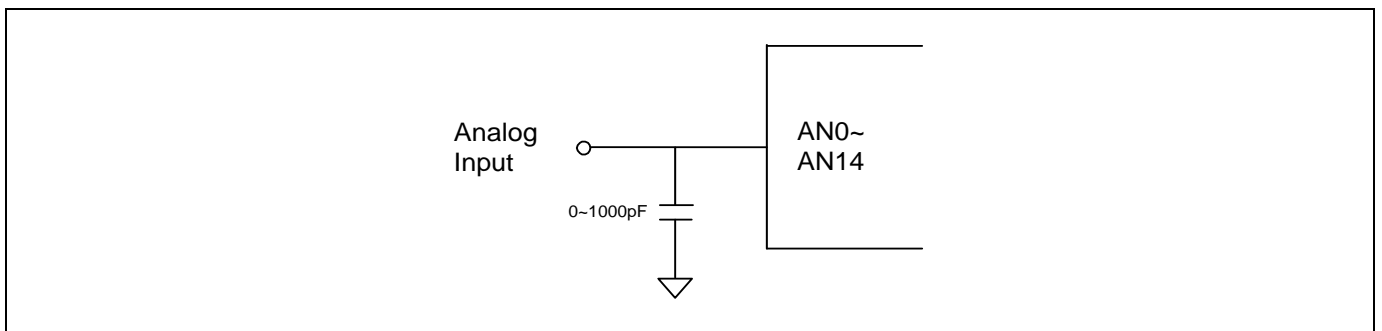 Analog
Input
AN0~
AN14
0~1000pF